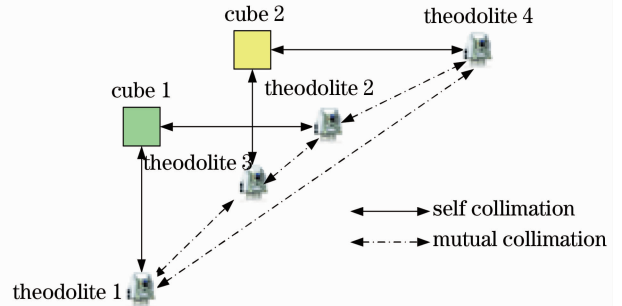 cube 2
theodolite 4
cube 1
theodolite 2
theodolite 3
self collimation
mutual collimation
theodolite 1